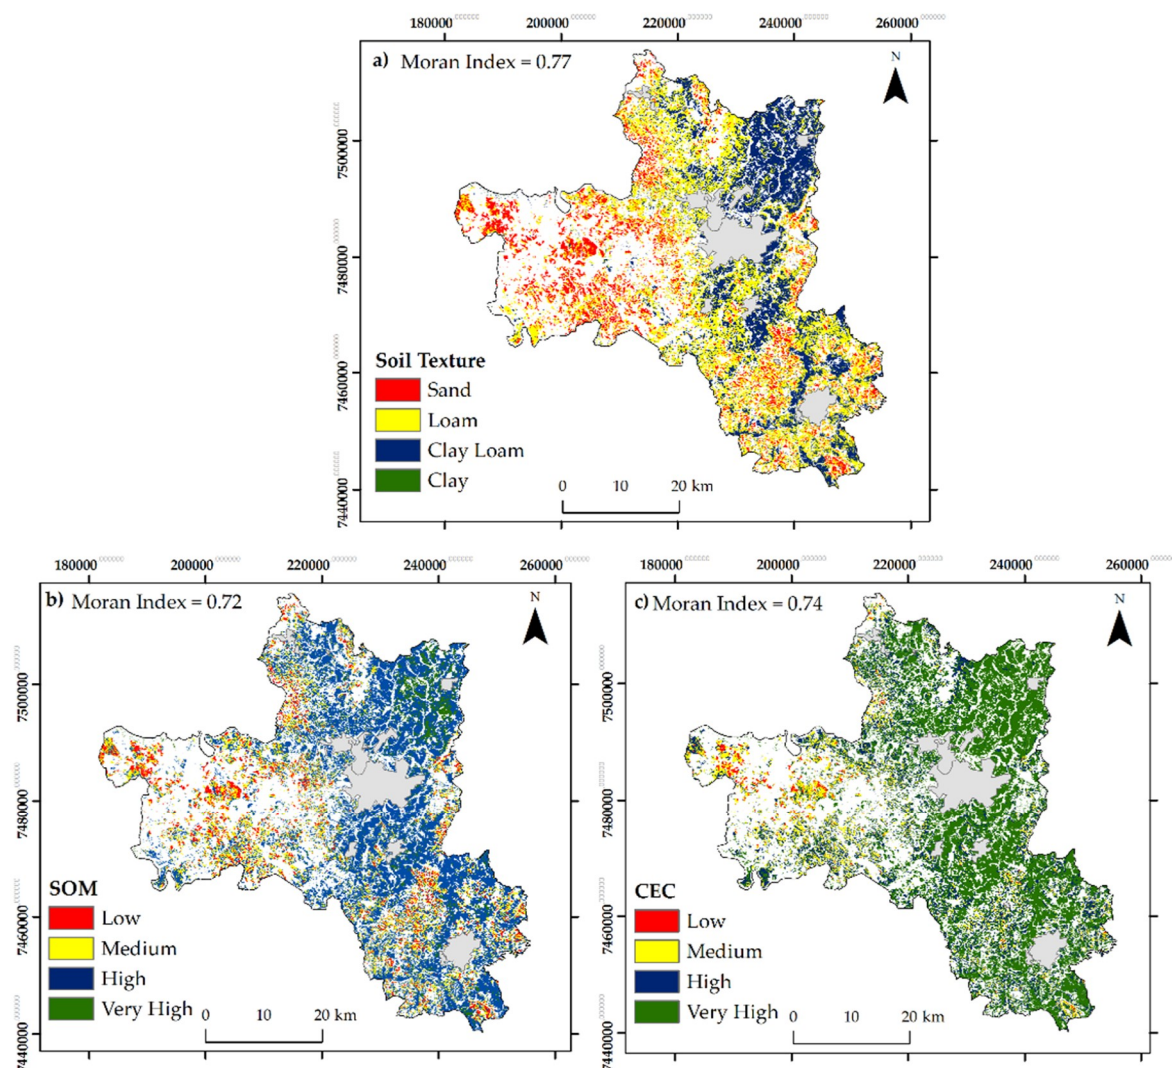 180000 200000 220000 240000 260000
a) Moran Index = 0.77
N
7500000
7480000
7460000
7440000
Soil Texture
Sand
Loam
Clay Loam
Clay
0 10 20 km
180000 200000 220000 240000 260000
b) Moran Index = 0.72
N
7500000
7480000
7460000
7440000
SOM
Low
Medium
High
Very High
0 10 20 km
180000 200000 220000 240000 260000
c) Moran Index = 0.74
N
7500000
7480000
7460000
7440000
CEC
Low
Medium
High
Very High
0 10 20 km